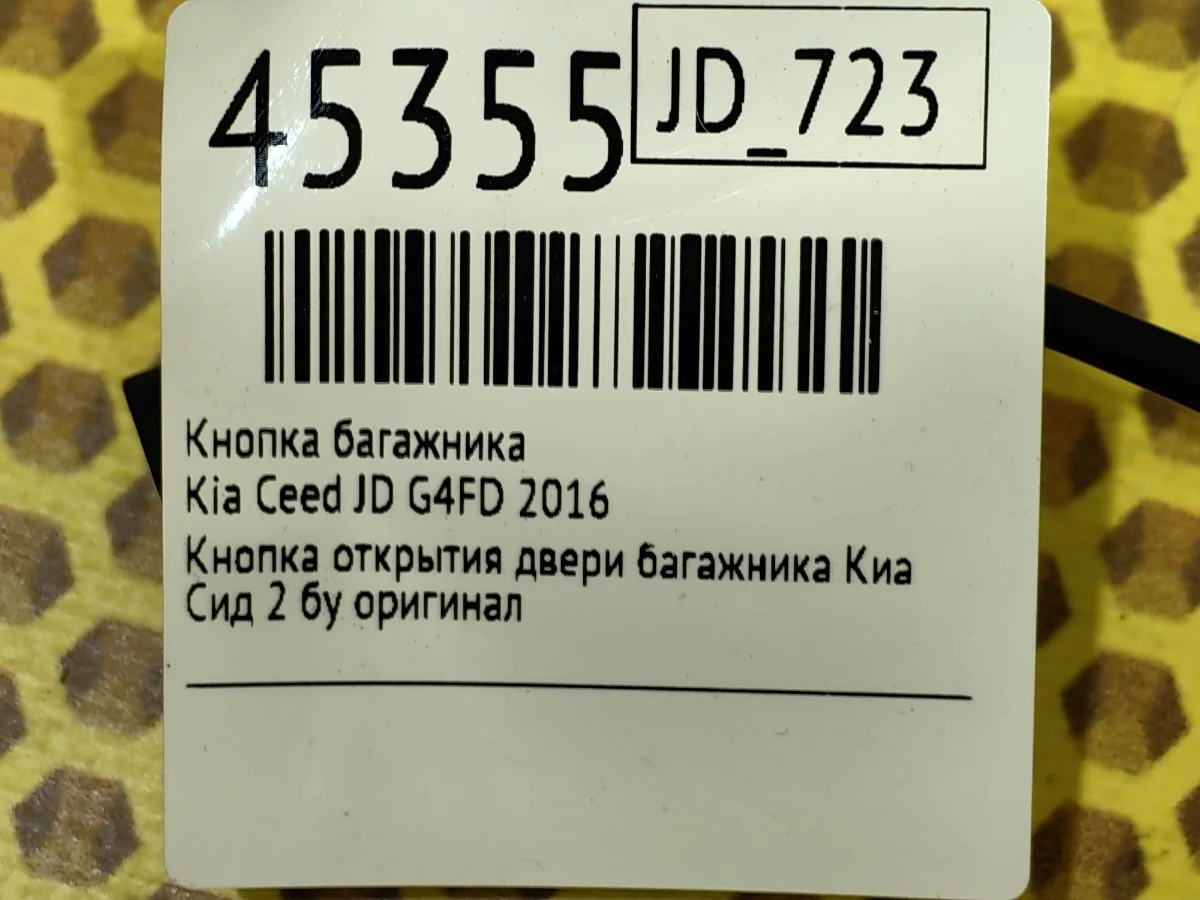 45355
JD_723
Кнопка багажника
Kia Ceed JD G4FD 2016
Кнопка открытия двери багажника Киа
Сид 2 бу оригинал